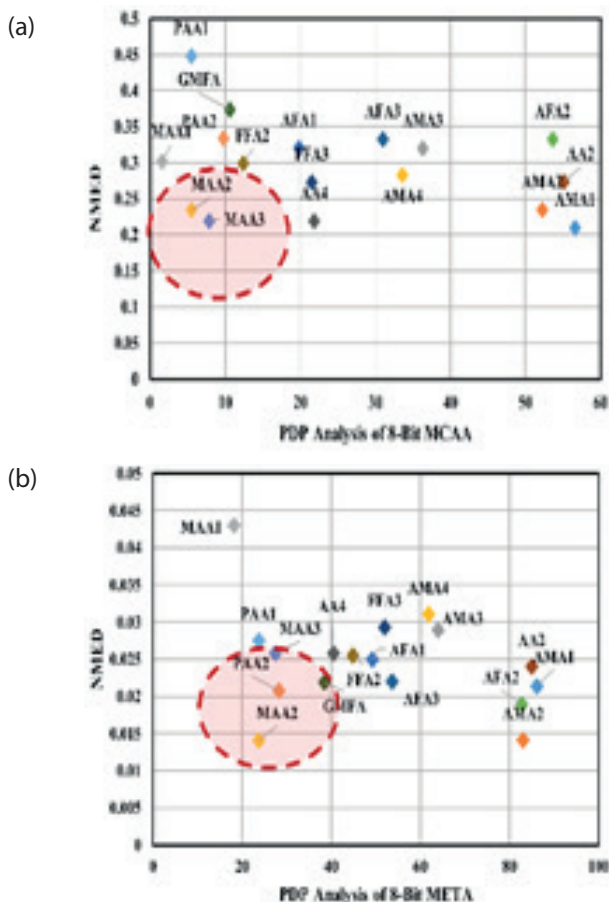 (a)
0.5
PAA1
0.45
0.4
GMFA
0.35
PAA2
AFA1
AFA3
AMA3
AFA2
MAA1
FFA2
0.3
FFA3
AA2
MAA2
AA4
AMA4
AMA1
0.25
MAA3
0.2
0.15
0.1
0.05
0
NMED
0 10 20 30 40 50 60
PDP Analysis of 8-Bit MCAA
(b)
0.05
0.045
MAA1
0.04
0.035
AMA4
0.03
AA4
FFA3
AMA3
PAA1
MAA3
AA2
0.025
PAA2
AFA1
AMA1
FFA2
AFA2
0.02
GMFA
AFA3
MAA2
AMA2
0.015
0.01
0.005
0
NMED
0 20 40 60 80 100
PDP Analysis of 8-Bit META